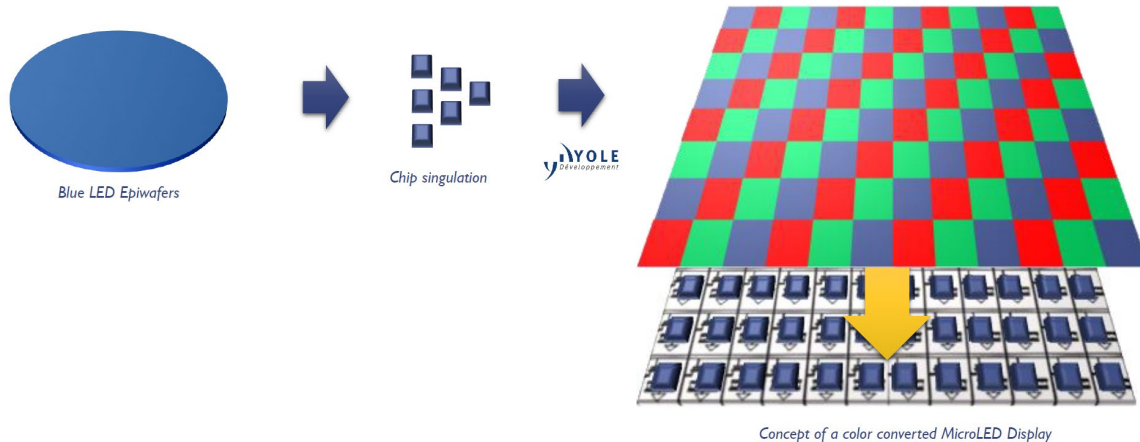 Blue LED Epiwafers
Chip singulation
YOLE
Développement
Concept of a color converted MicroLED Display